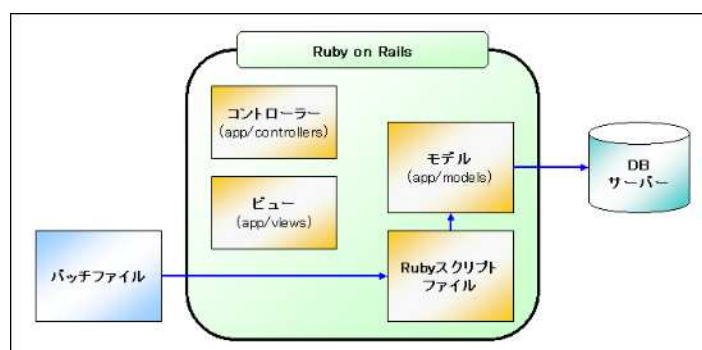 Ruby on Rails
コントローラー
(app/controllers)
モデル
(app/models)
DB
サーバー
ビュー
(app/views)
バッチファイル
Rubyスクリプト
ファイル